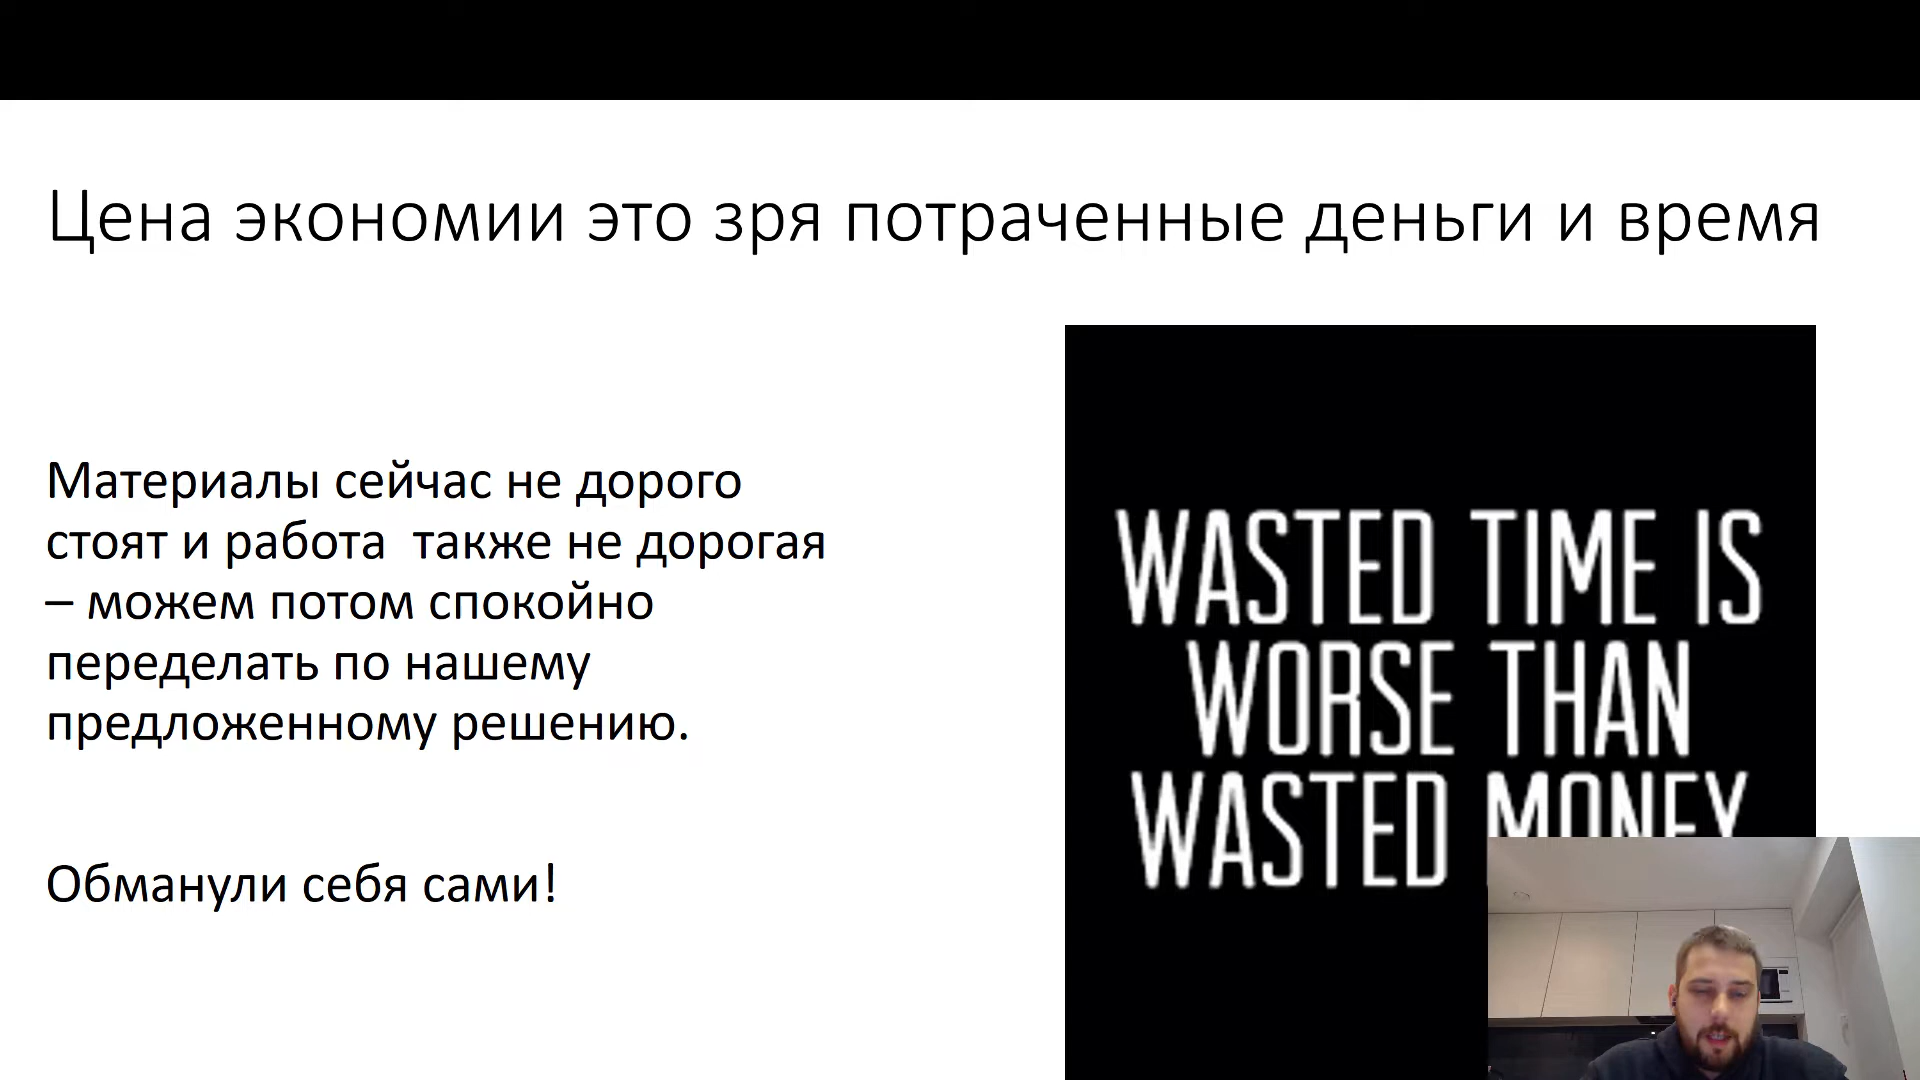 Цена экономии это зря потраченные деньги и время
Материалы сейчас не дорого
стоят и работа  также не дорогая
– можем потом спокойно
переделать по нашему
предложенному решению.
Обманули себя сами!
WASTED TIME IS
WORSE THAN
WASTED MONEY